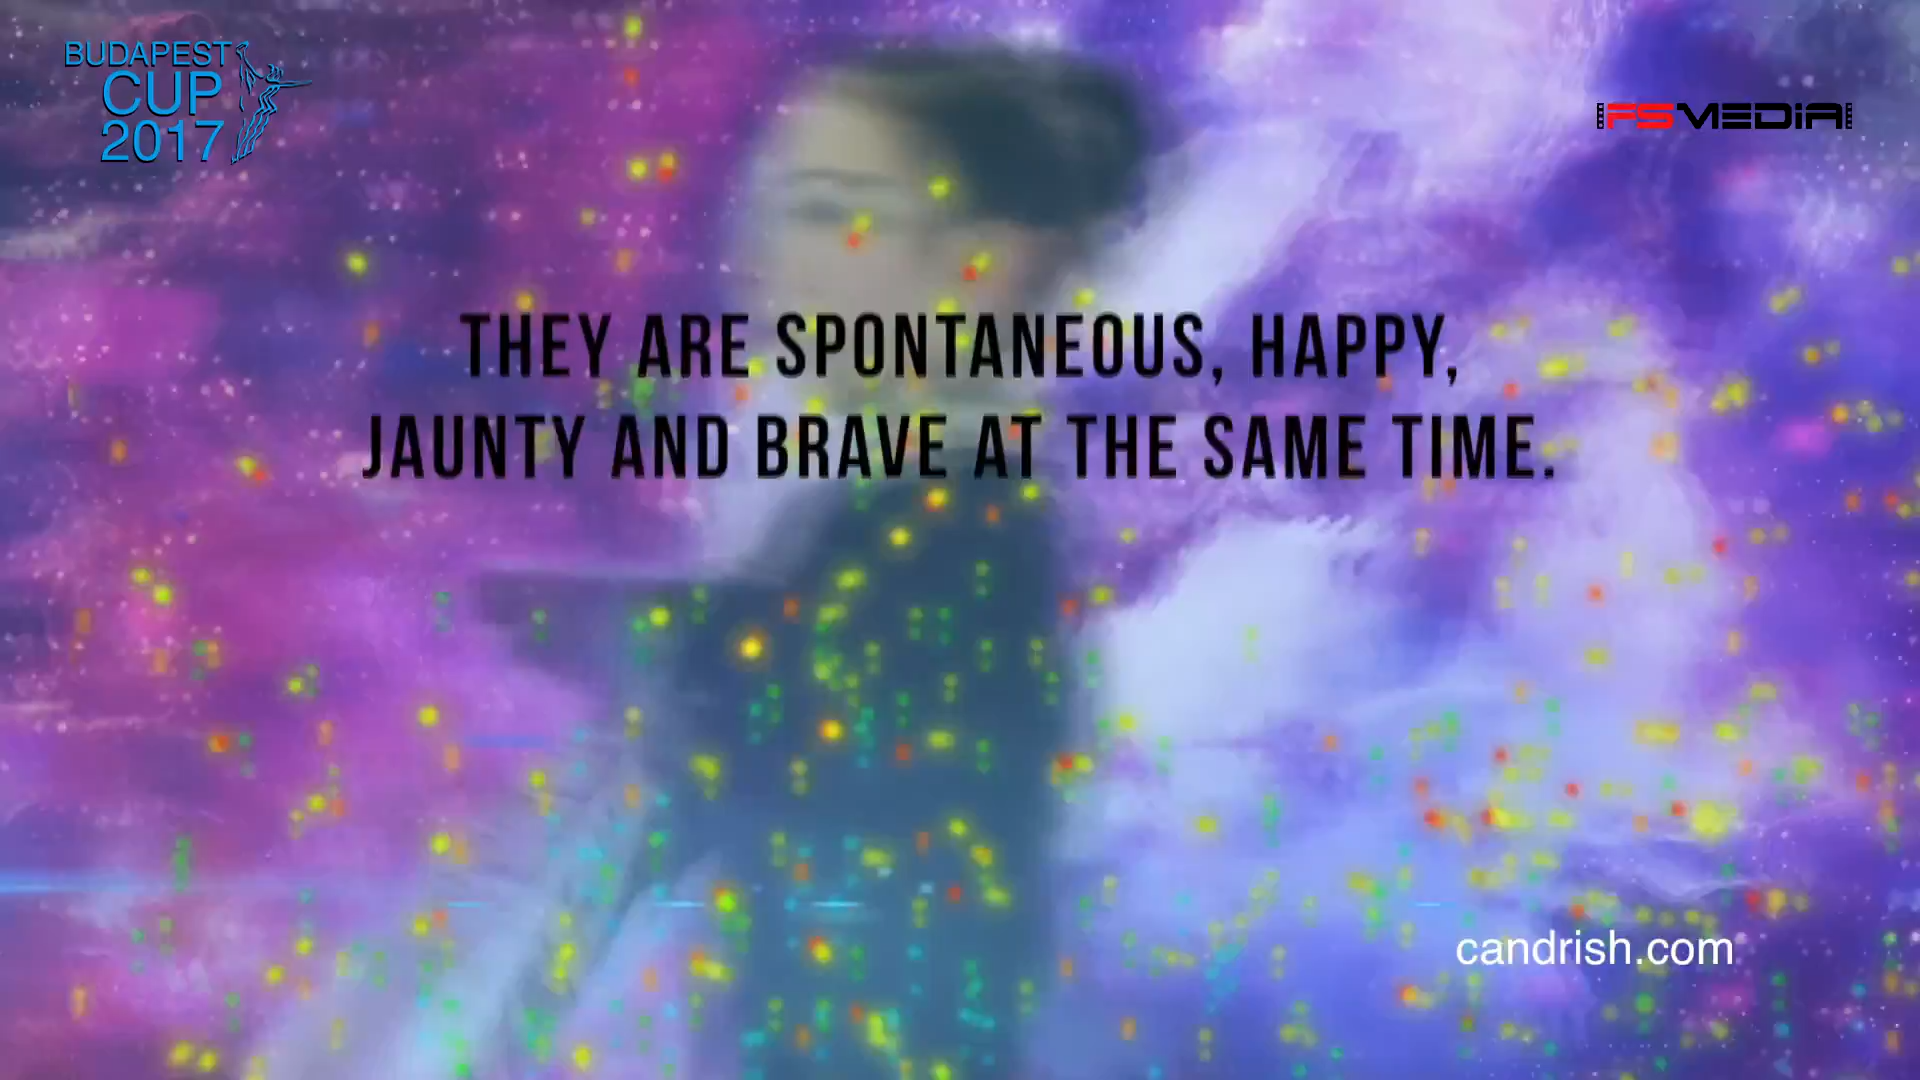 BUDAPEST
CUP
2017
FSMEDIA
THEY ARE SPONTANEOUS, HAPPY,
JAUNTY AND BRAVE AT THE SAME TIME.
candrish.com